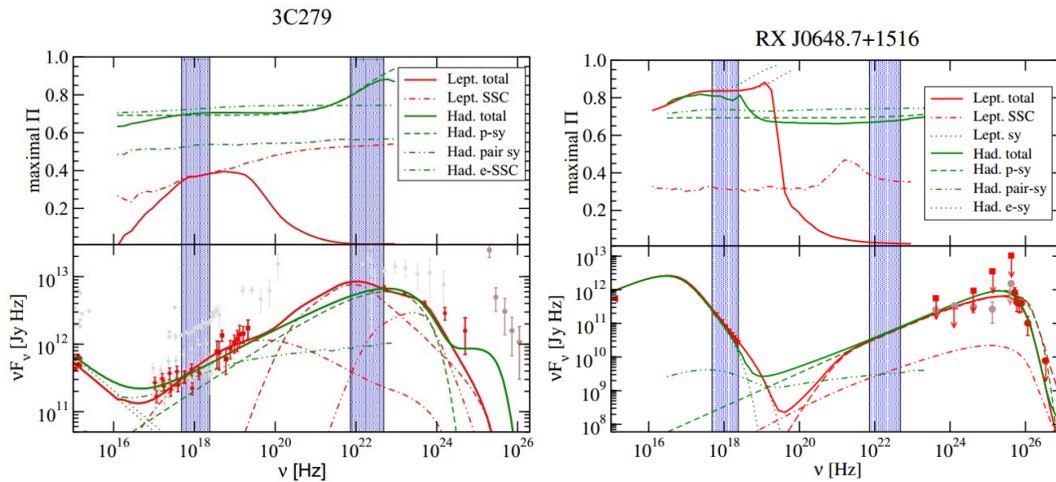 3C279
RX J0648.7+1516
maximal Π
1.0
0.8
0.6
0.4
0.2
Lept. total
Lept. SSC
Had. total
Had. p-sy
Had. pair sy
Had. e-SSC
νFν [Jy Hz]
10^13
10^12
10^11
10^16
10^18
10^20
10^22
10^24
10^26
ν [Hz]
maximal Π
1.0
0.8
0.6
0.4
0.2
Lept. total
Lept. SSC
Lept. sy
Had. total
Had. p-sy
Had. pair-sy
Had. e-sy
νFν [Jy Hz]
10^13
10^12
10^11
10^10
10^9
10^8
10^16
10^18
10^20
10^22
10^24
10^26
ν [Hz]